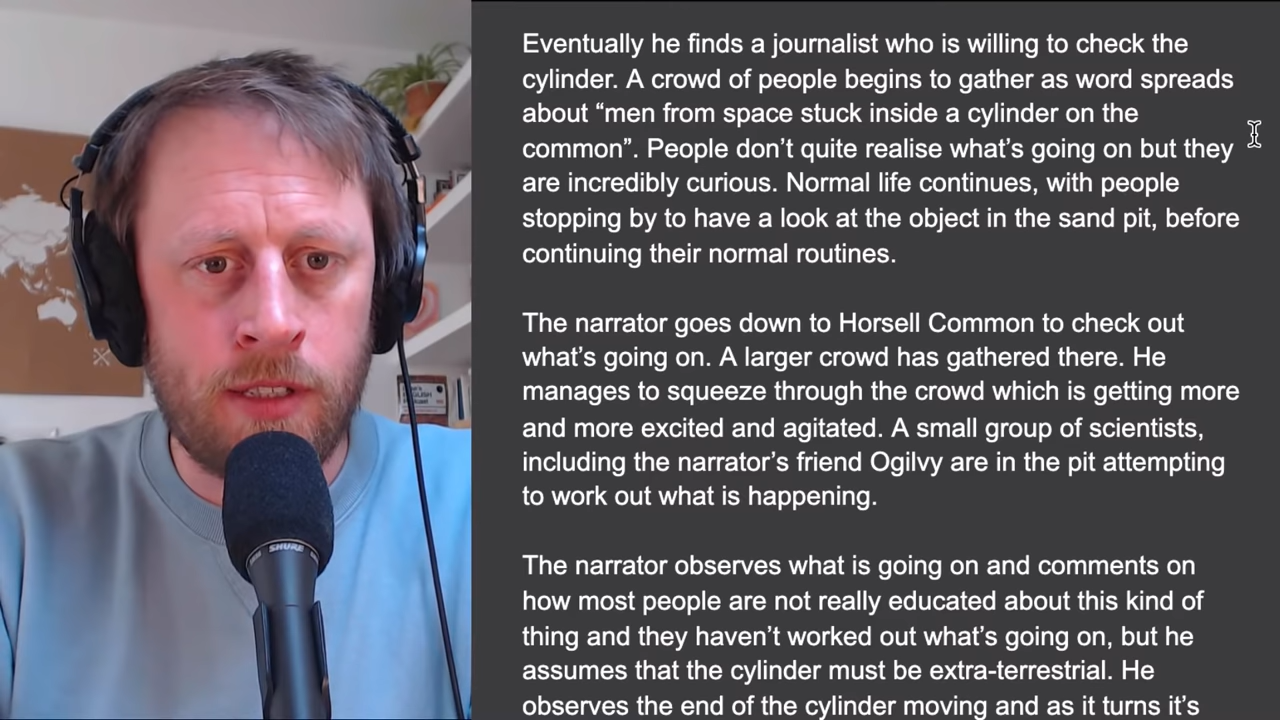 Eventually he finds a journalist who is willing to check the
cylinder. A crowd of people begins to gather as word spreads
about “men from space stuck inside a cylinder on the
common”. People don’t quite realise what’s going on but they
are incredibly curious. Normal life continues, with people
stopping by to have a look at the object in the sand pit, before
continuing their normal routines.
The narrator goes down to Horsell Common to check out
what’s going on. A larger crowd has gathered there. He
manages to squeeze through the crowd which is getting more
and more excited and agitated. A small group of scientists,
including the narrator’s friend Ogilvy are in the pit attempting
to work out what is happening.
The narrator observes what is going on and comments on
how most people are not really educated about this kind of
thing and they haven’t worked out what’s going on, but he
assumes that the cylinder must be extra-terrestrial. He
observes the end of the cylinder moving and as it turns it’s
SHURE
ENGLISH